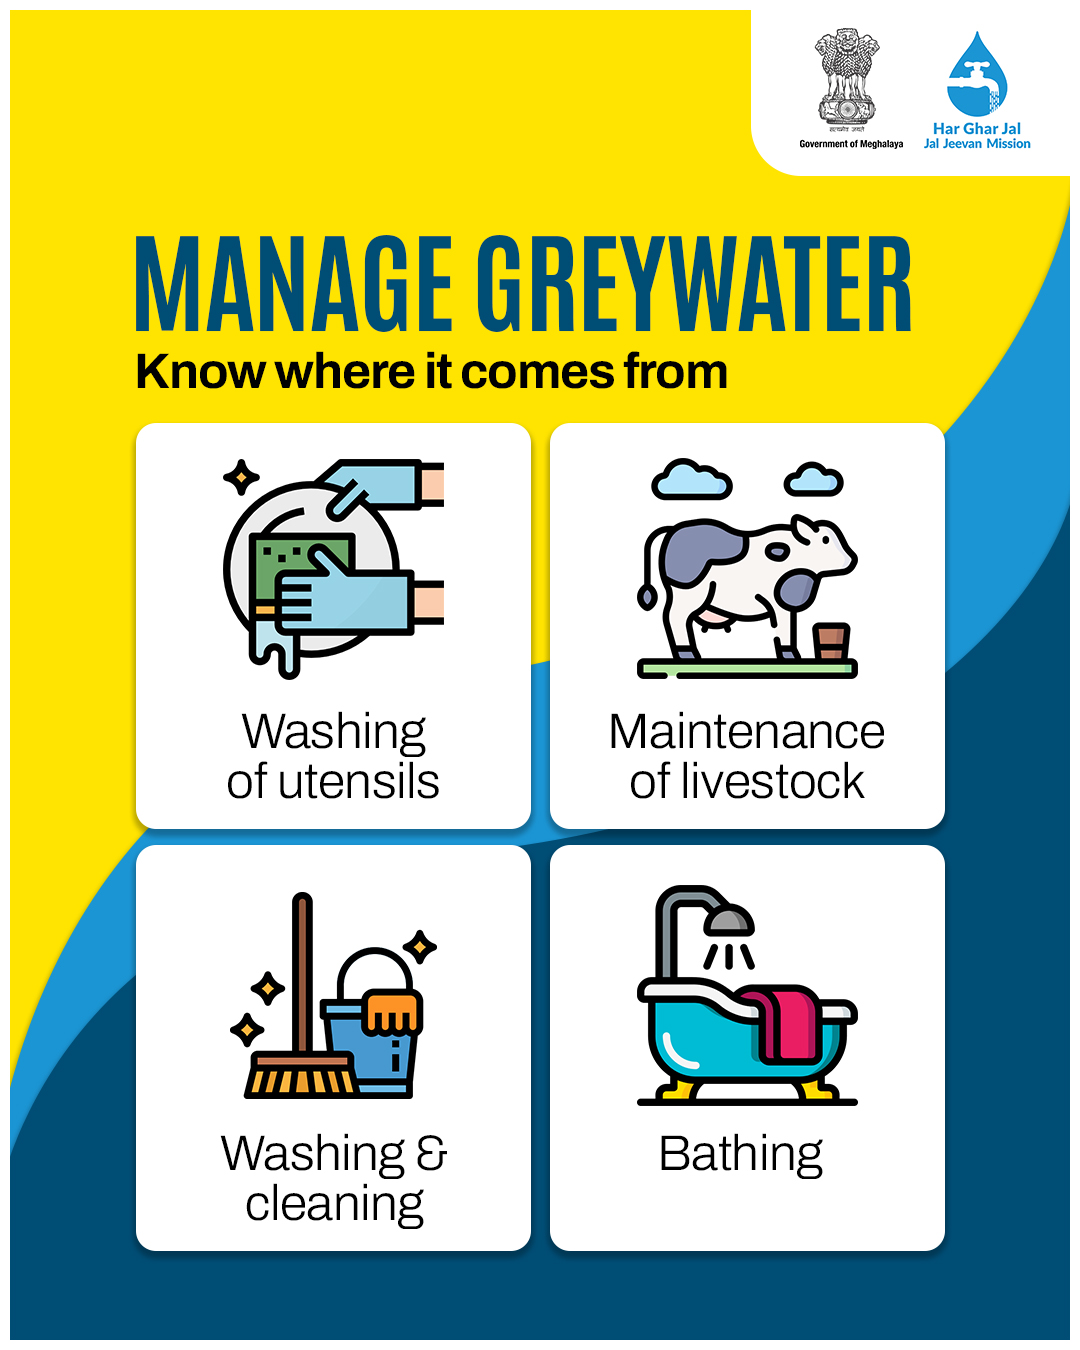 सत्यमेव जयते
Government of Meghalaya
Har Ghar Jal
Jal Jeevan Mission
MANAGE GREYWATER
Know where it comes from
Washing
of utensils
Maintenance
of livestock
Washing &
cleaning
Bathing